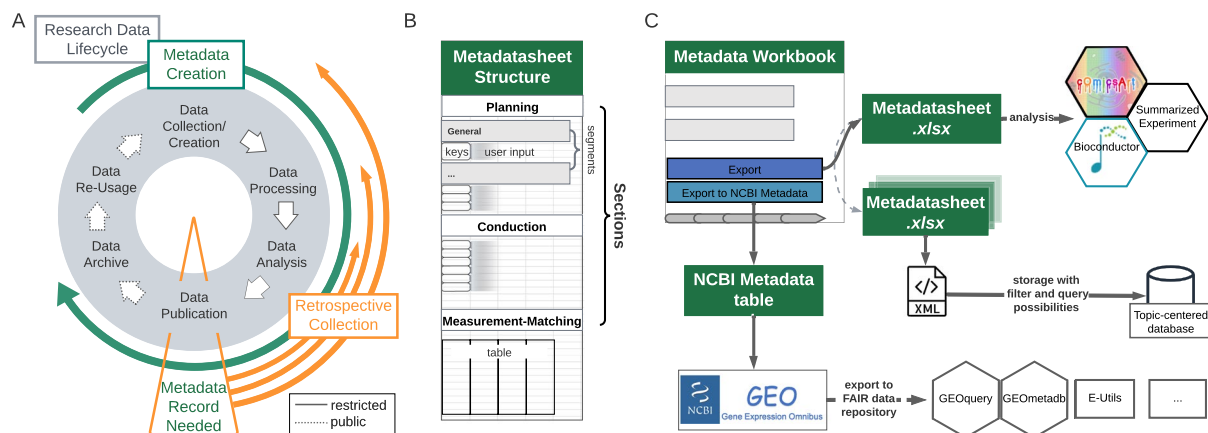 A
Research Data
Lifecycle
Metadata
Creation
Data
Collection/
Creation
Data
Processing
Data
Analysis
Data
Publication
Data
Archive
Data
Re-Usage
Retrospective
Collection
Metadata
Record
Needed
restricted
public
B
Metadatasheet
Structure
Planning
General
keys
user input
...
segments
Conduction
Sections
Measurement-Matching
table
C
Metadata Workbook
Export
Export to NCBI Metadata
Metadatasheet
.xlsx
analysis
cOmicsArt
Summarized
Experiment
Bioconductor
Metadatasheet
.xlsx
NCBI Metadata
table
</>
XML
storage with
filter and query
possibilities
Topic-centered
database
NCBI
GEO
Gene Expression Omnibus
export to
FAIR data
repository
GEOquery
GEOmetadb
E-Utils
...